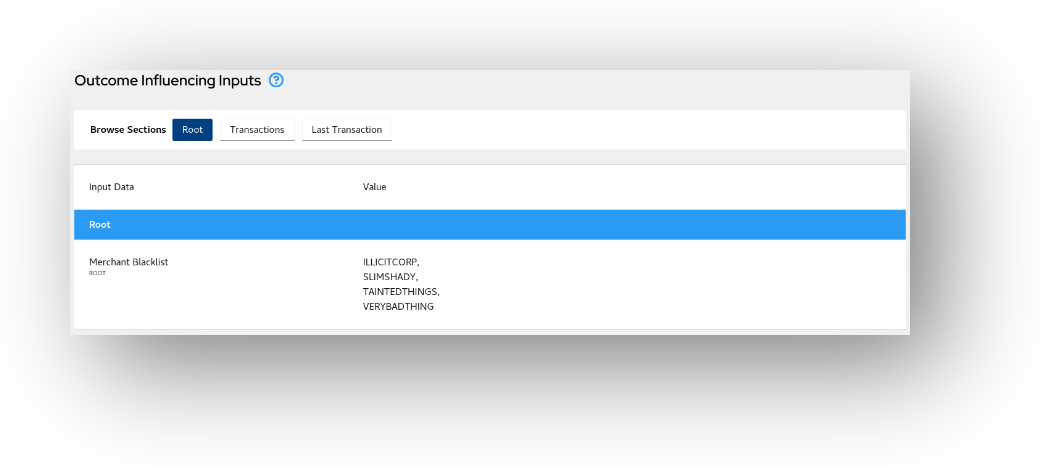 Outcome Influencing Inputs
Browse Sections Root Transactions Last Transaction
Input Data Value
Root
Merchant Blacklist ILLICITCORP,
ROOT
SLIMSHADY,
TAINTEDTHINGS,
VERYBADTHING